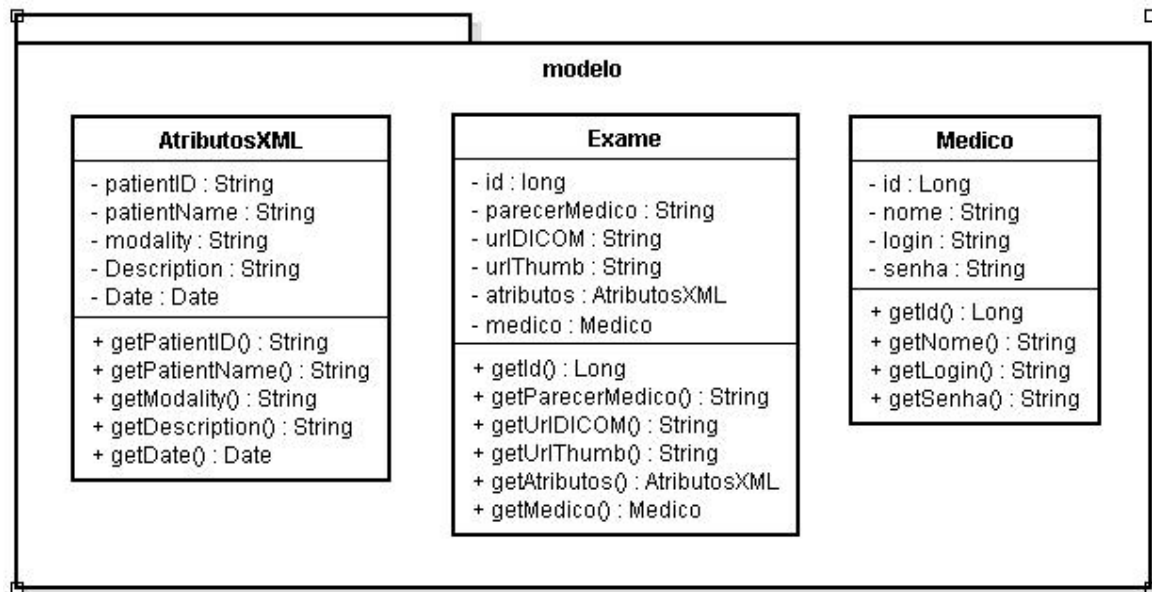 modelo
AtributosXML
- patientID : String
- patientName : String
- modality : String
- Description : String
- Date : Date
+ getPatientID() : String
+ getPatientName() : String
+ getModality() : String
+ getDescription() : String
+ getDate() : Date
Exame
- id : long
- parecerMedico : String
- urlDICOM : String
- urlThumb : String
- atributos : AtributosXML
- medico : Medico
+ getId() : Long
+ getParecerMedico() : String
+ getUrlDICOM() : String
+ getUrlThumb() : String
+ getAtributos() : AtributosXML
+ getMedico() : Medico
Medico
- id : Long
- nome : String
- login : String
- senha : String
+ getId() : Long
+ getNome() : String
+ getLogin() : String
+ getSenha() : String